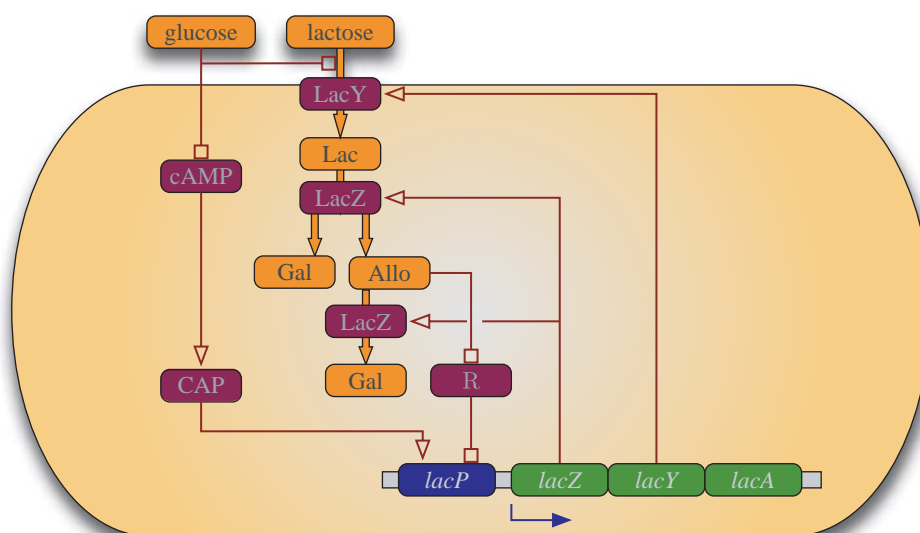 glucose
lactose
LacY
Lac
cAMP
LacZ
Gal
Allo
LacZ
CAP
Gal
R
lacP
lacZ
lacY
lacA